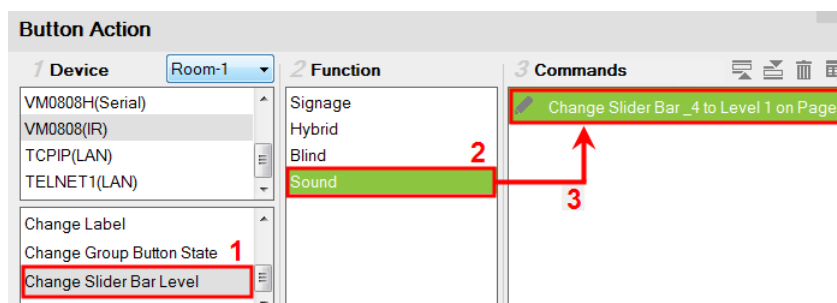 Button Action
1 Device
Room-1
2 Function
3 Commands
VM0808H(Serial)
VM0808(IR)
TCPIP(LAN)
TELNET1(LAN)
Signage
Hybrid
Blind
Sound
2
Change Slider Bar _4 to Level 1 on Page
3
Change Label
Change Group Button State
1
Change Slider Bar Level